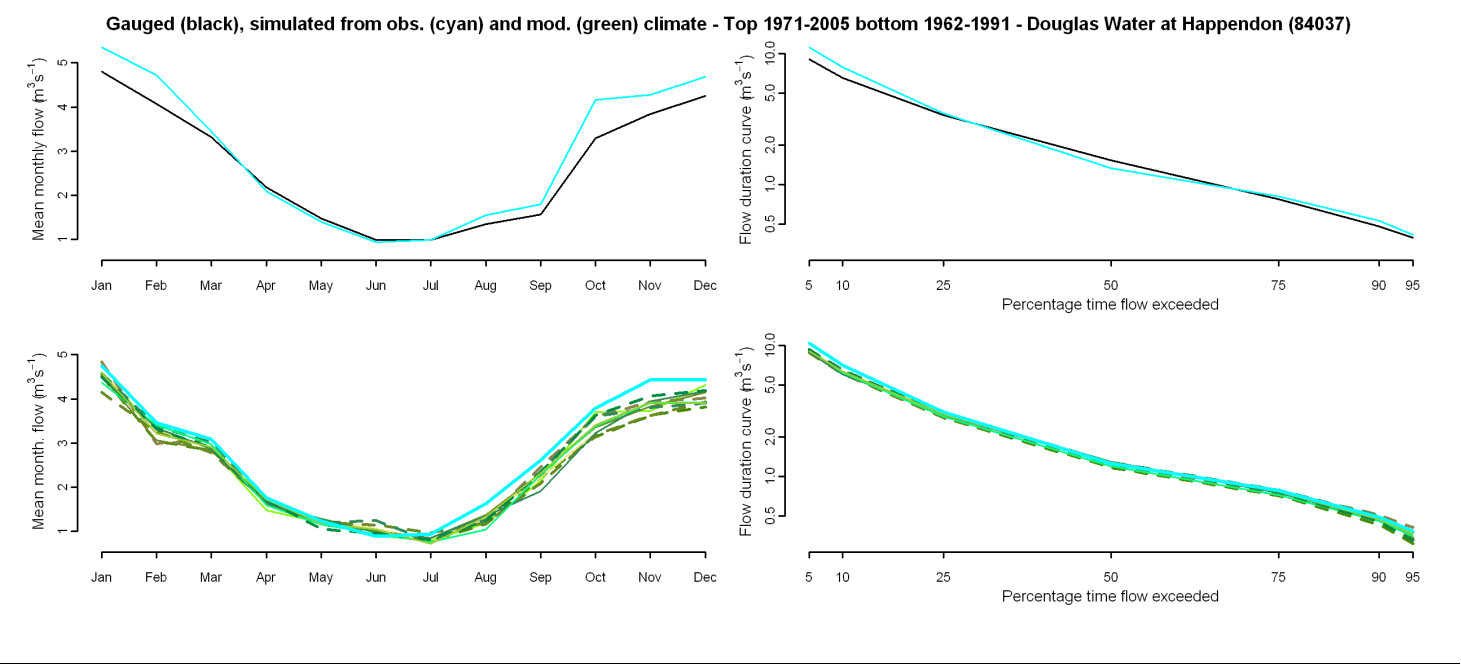 Gauged (black), simulated from obs. (cyan) and mod. (green) climate - Top 1971-2005 bottom 1962-1991 - Douglas Water at Happendon (84037)
Mean monthly flow (m³s⁻¹)
5
4
3
2
1
Jan Feb Mar Apr May Jun Jul Aug Sep Oct Nov Dec
Flow duration curve (m³s⁻¹)
10.0
5.0
2.0
1.0
0.5
5 10 25 50 75 90 95
Percentage time flow exceeded
Mean month. flow (m³s⁻¹)
5
4
3
2
1
Jan Feb Mar Apr May Jun Jul Aug Sep Oct Nov Dec
Flow duration curve (m³s⁻¹)
10.0
5.0
2.0
1.0
0.5
5 10 25 50 75 90 95
Percentage time flow exceeded